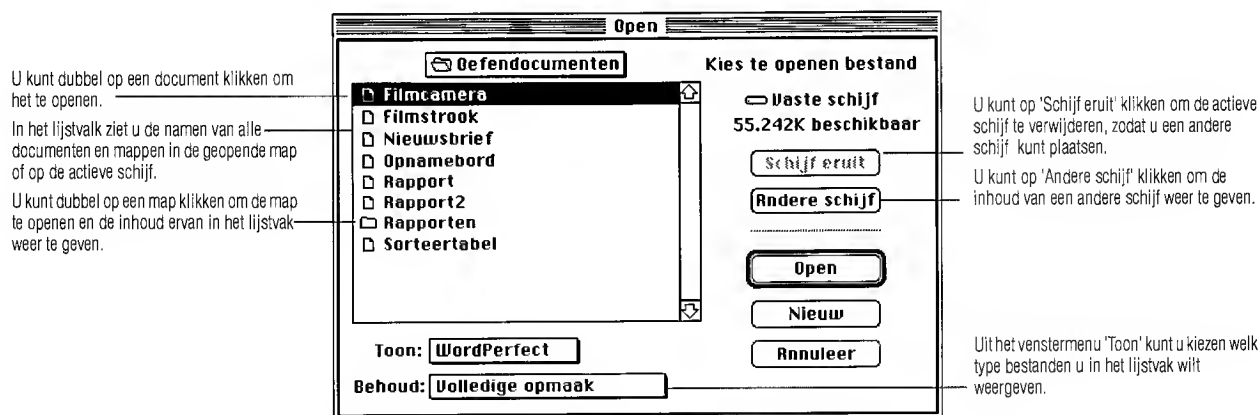 Open
Oefendocumenten
Kies te openen bestand
Filmcamera
Filmstrook
Nieuwsbrief
Opnamebord
Rapport
Rapport2
Rapporten
Sorteertabel
Vaste schijf
55.242K beschikbaar
Schijf eruit
Andere schijf
Open
Nieuw
Annuleer
Toon: WordPerfect
Behoud: Volledige opmaak
U kunt dubbel op een document klikken om
het te openen.
In het lijstvalk ziet u de namen van alle
documenten en mappen in de geopende map
of op de actieve schijf.
U kunt dubbel op een map klikken om de map
te openen en de inhoud ervan in het lijstvak
weer te geven.
U kunt op 'Schijf eruit' klikken om de actieve
schijf te verwijderen, zodat u een andere
schijf kunt plaatsen.
U kunt op 'Andere schijf' klikken om de
inhoud van een andere schijf weer te geven.
Uit het venstermenu 'Toon' kunt u kiezen welk
type bestanden u in het lijstvak wilt
weergeven.